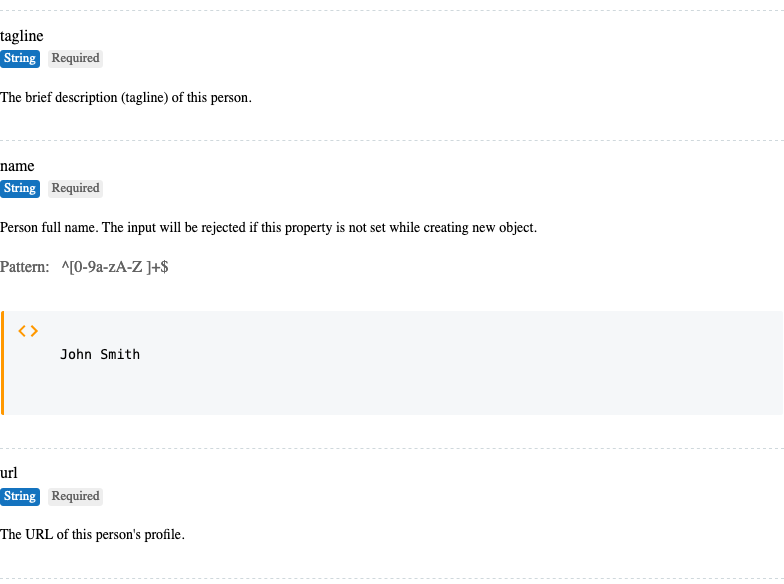 tagline
String Required
The brief description (tagline) of this person.
name
String Required
Person full name. The input will be rejected if this property is not set while creating new object.
Pattern: ^[0-9a-zA-Z ]+$
<>
John Smith
url
String Required
The URL of this person's profile.